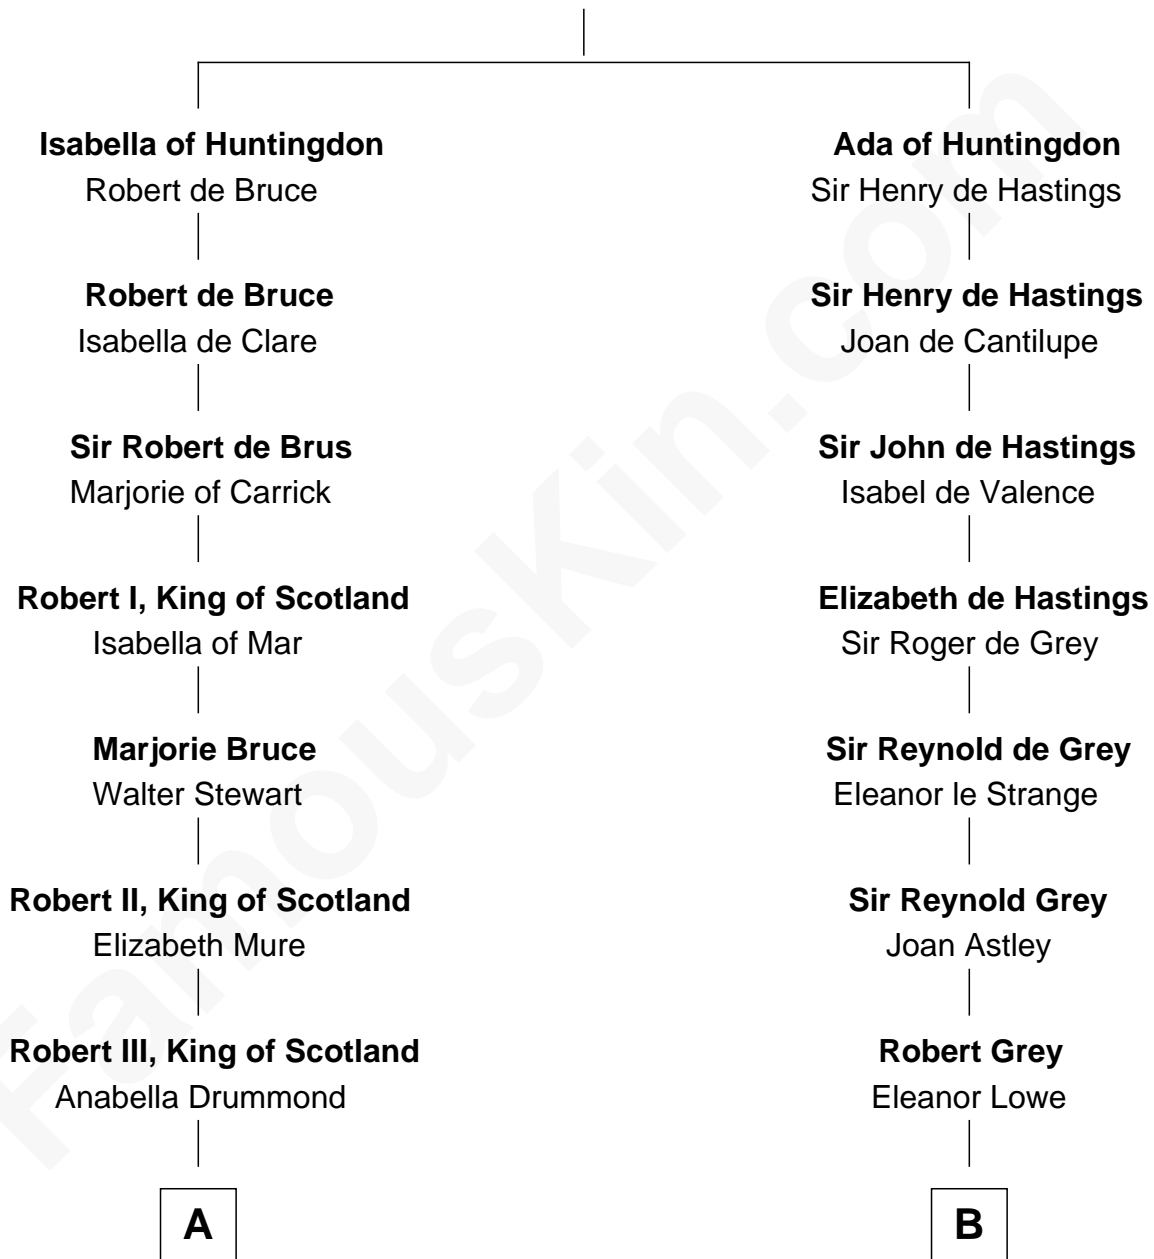 Isabella of Huntingdon
Robert de Bruce
Robert de Bruce
Isabella de Clare
Sir Robert de Brus
Marjorie of Carrick
Robert I, King of Scotland
Isabella of Mar
Marjorie Bruce
Walter Stewart
Robert II, King of Scotland
Elizabeth Mure
Robert III, King of Scotland
Anabella Drummond
A
Ada of Huntingdon
Sir Henry de Hastings
Sir Henry de Hastings
Joan de Cantilupe
Sir John de Hastings
Isabel de Valence
Elizabeth de Hastings
Sir Roger de Grey
Sir Reynold de Grey
Eleanor le Strange
Sir Reynold Grey
Joan Astley
Robert Grey
Eleanor Lowe
B
FamousKin.com